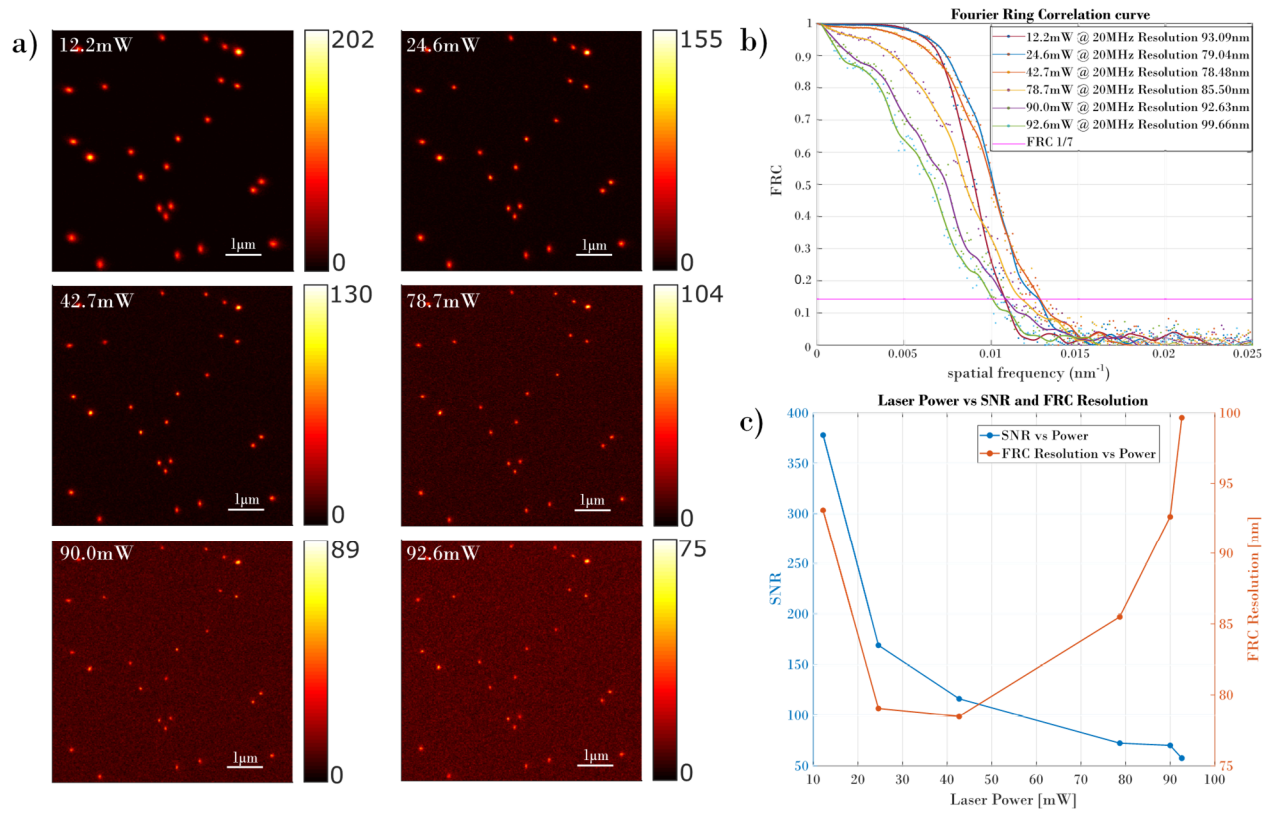 a)
12.2mW
202
0
1μm
24.6mW
155
0
1μm
42.7mW
130
0
1μm
78.7mW
104
0
1μm
90.0mW
89
0
1μm
92.6mW
75
0
1μm
b)
Fourier Ring Correlation curve
12.2mW @ 20MHz Resolution 93.09nm
24.6mW @ 20MHz Resolution 79.04nm
42.7mW @ 20MHz Resolution 78.48nm
78.7mW @ 20MHz Resolution 85.50nm
90.0mW @ 20MHz Resolution 92.63nm
92.6mW @ 20MHz Resolution 99.66nm
FRC 1/7
FRC
1
0.9
0.8
0.7
0.6
0.5
0.4
0.3
0.2
0.1
0
0 0.005 0.01 0.015 0.02 0.025
spatial frequency (nm⁻¹)
c)
Laser Power vs SNR and FRC Resolution
SNR vs Power
FRC Resolution vs Power
SNR
400
350
300
250
200
150
100
50
FRC Resolution [nm]
100
95
90
85
80
75
10 20 30 40 50 60 70 80 90 100
Laser Power [mW]